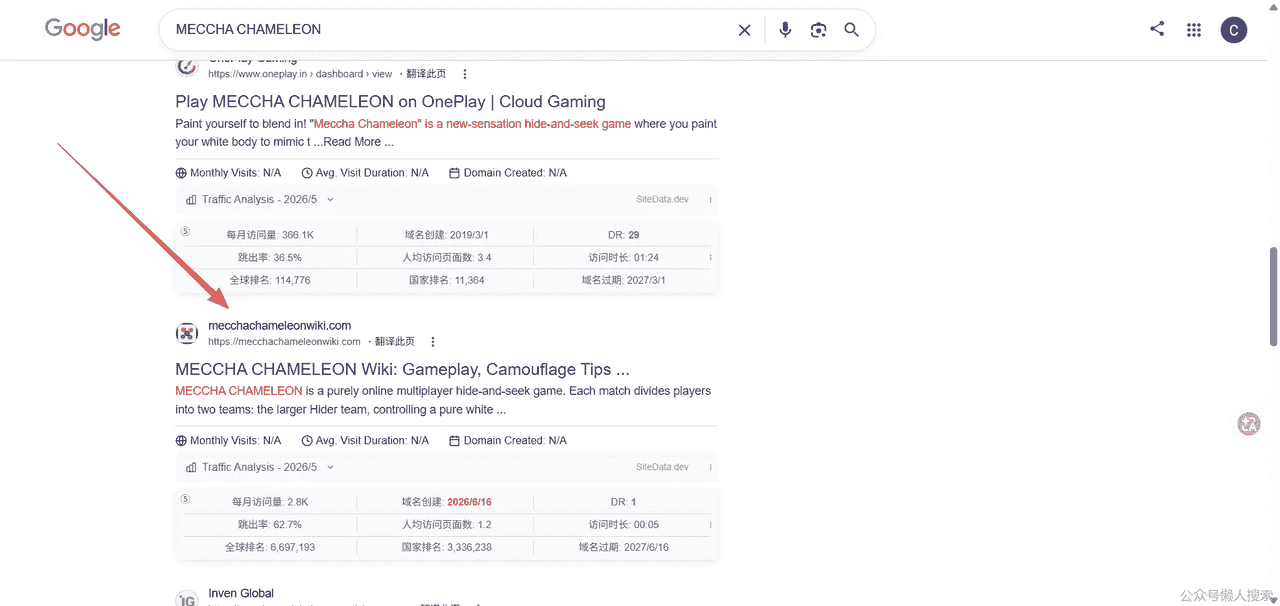 Google
MECCHA CHAMELEON
C
OnePlay Gaming
https://www.oneplay.in › dashboard › view · 翻译此页
Play MECCHA CHAMELEON on OnePlay | Cloud Gaming
Paint yourself to blend in! "Meccha Chameleon" is a new-sensation hide-and-seek game where you paint
your white body to mimic t ...Read More ...
Monthly Visits: N/A Avg. Visit Duration: N/A Domain Created: N/A
Traffic Analysis - 2026/5 SiteData.dev
5
每月访问量: 366.1K 域名创建: 2019/3/1 DR: 29
跳出率: 36.5% 人均访问页面数: 3.4 访问时长: 01:24
全球排名: 114,776 国家排名: 11,364 域名过期: 2027/3/1
mecchachameleonwiki.com
https://mecchachameleonwiki.com · 翻译此页
MECCHA CHAMELEON Wiki: Gameplay, Camouflage Tips ...
MECCHA CHAMELEON is a purely online multiplayer hide-and-seek game. Each match divides players
into two teams: the larger Hider team, controlling a pure white ...
Monthly Visits: N/A Avg. Visit Duration: N/A Domain Created: N/A
Traffic Analysis - 2026/5 SiteData.dev
5
每月访问量: 2.8K 域名创建: 2026/6/16 DR: 1
跳出率: 62.7% 人均访问页面数: 1.2 访问时长: 00:05
全球排名: 6,697,193 国家排名: 3,336,238 域名过期: 2027/6/16
IG
Inven Global
公众号懒人搜索